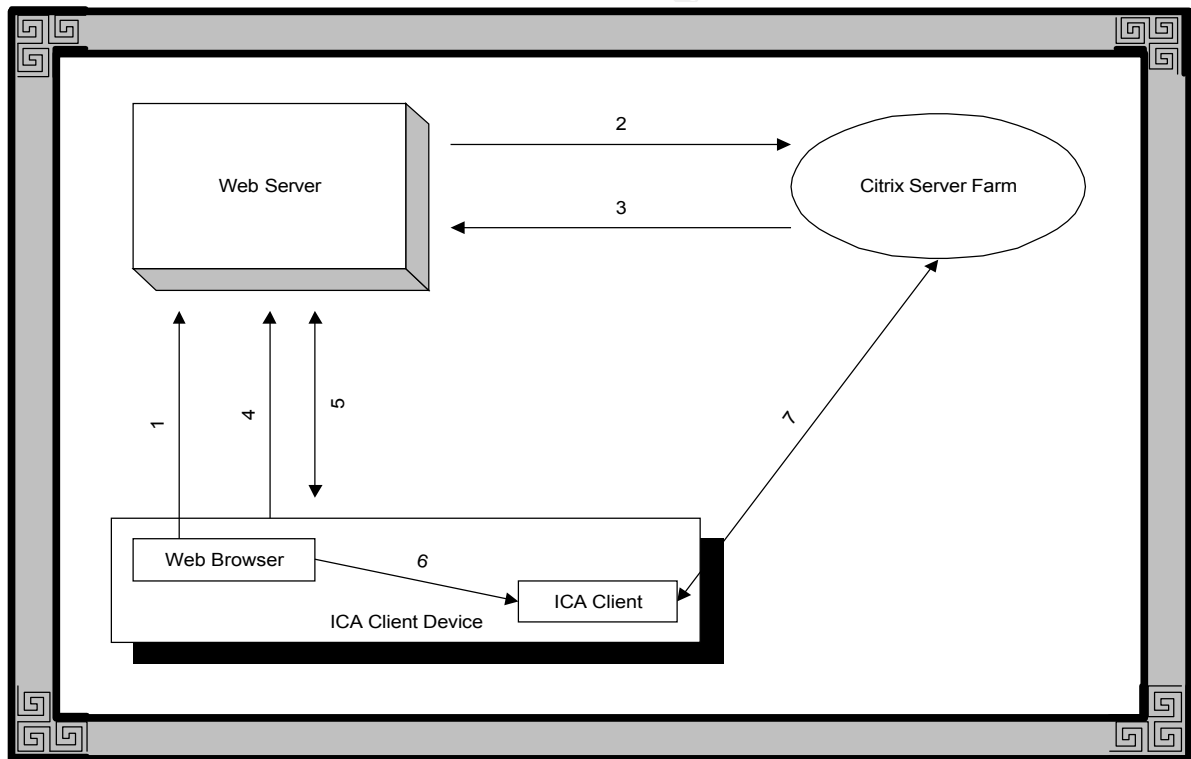 2
Web Server
Citrix Server Farm
3
1
4
5
7
Web Browser
6
ICA Client
ICA Client Device